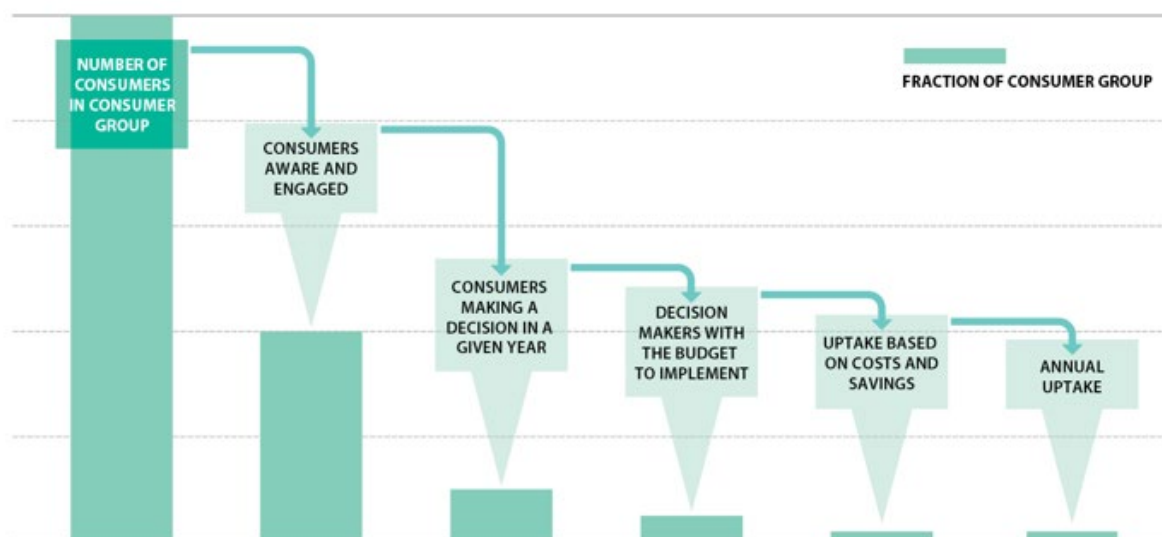 NUMBER OF
CONSUMERS
IN CONSUMER
GROUP
FRACTION OF CONSUMER GROUP
CONSUMERS
AWARE AND
ENGAGED
CONSUMERS
MAKING A
DECISION IN A
GIVEN YEAR
DECISION
MAKERS WITH
THE BUDGET
TO IMPLEMENT
UPTAKE BASED
ON COSTS AND
SAVINGS
ANNUAL
UPTAKE